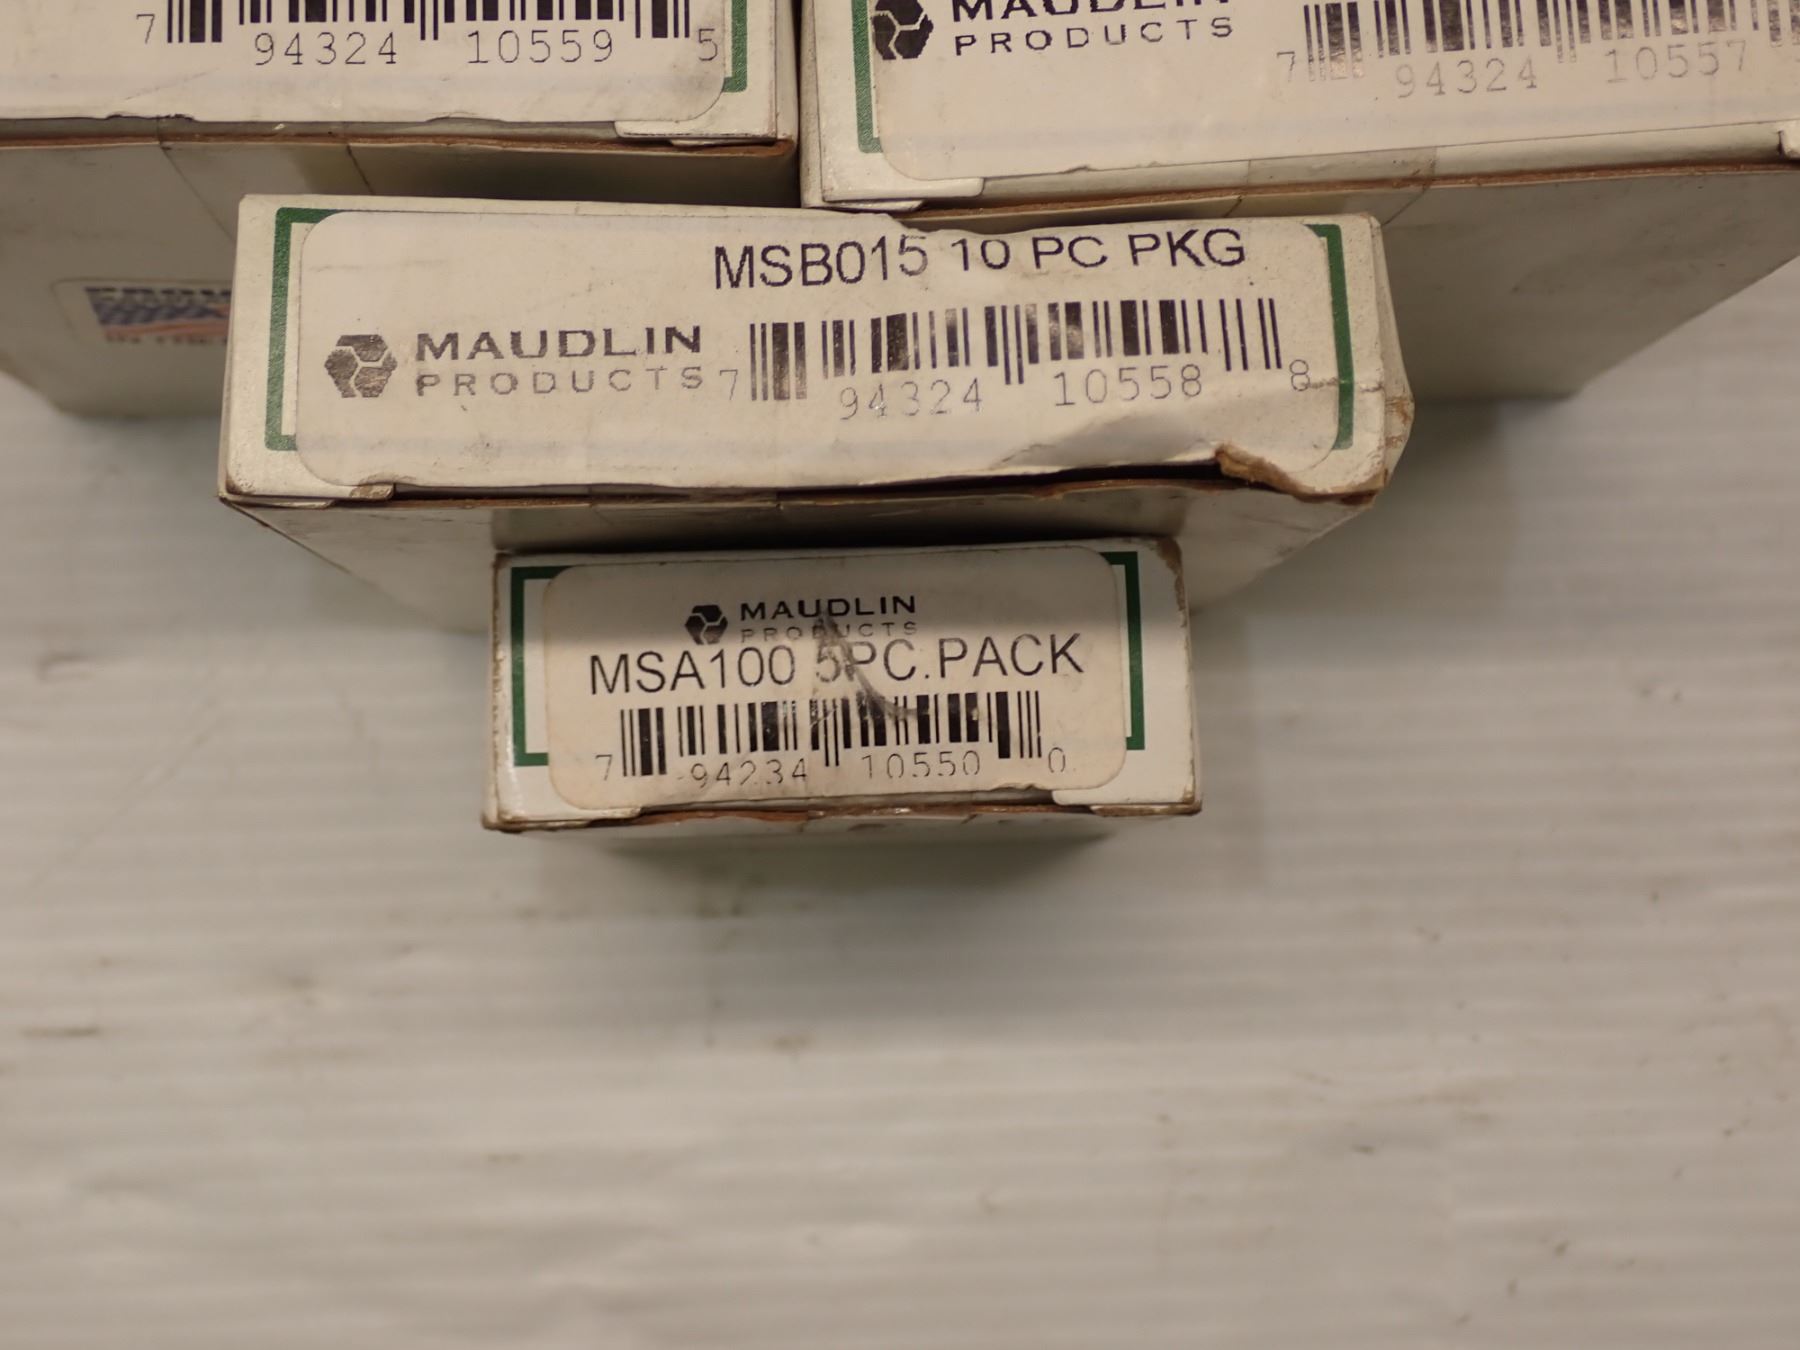 7 94324 10559 5
MAUDLIN
PRODUCTS
7 94324 10557
MSB015 10 PC PKG
MAUDLIN
PRODUCTS
7 94324 10558 8
MAUDLIN
PRODUCTS
MSA100 5PC.PACK
7 94234 10550 0